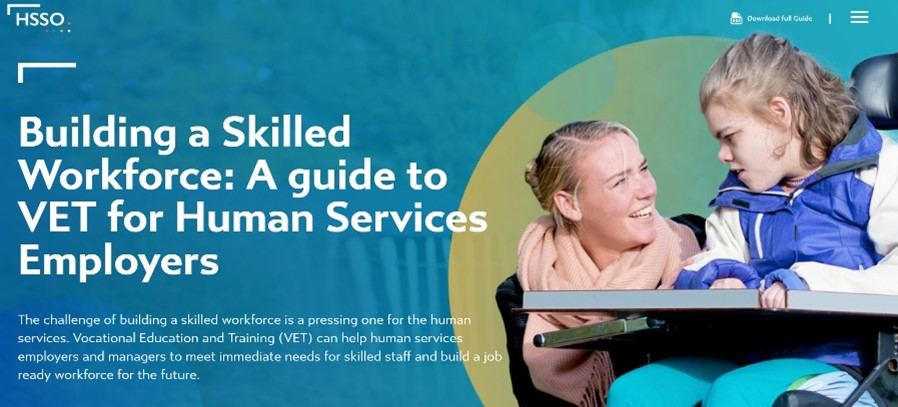 HSSO
Download full Guide
Building a Skilled
Workforce: A guide to
VET for Human Services
Employers
The challenge of building a skilled workforce is a pressing one for the human
services. Vocational Education and Training (VET) can help human services
employers and managers to meet immediate needs for skilled staff and build a job
ready workforce for the future.